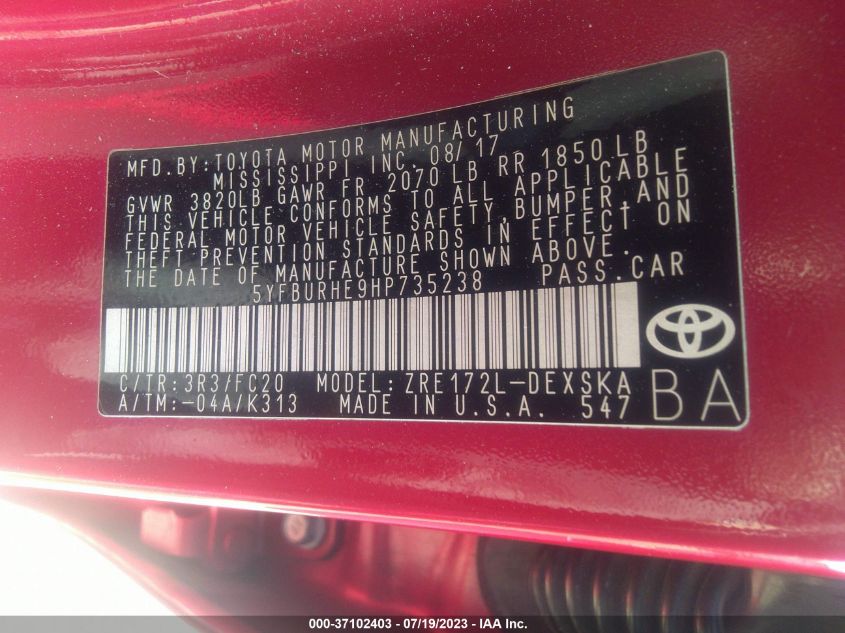 MFD. BY: TOYOTA MOTOR MANUFACTURING
MISSISSIPPI INC. 08/17
GVWR 3820LB GAWR FR 2070 LB RR 1850 LB
THIS VEHICLE CONFORMS TO ALL APPLICABLE
FEDERAL MOTOR VEHICLE SAFETY, BUMPER, AND
THEFT PREVENTION STANDARDS IN EFFECT ON
THE DATE OF MANUFACTURE SHOWN ABOVE.
5YFBURHE9HP735238 PASS. CAR
C/TR: 3R3/FC20 MODEL: ZRE172L-DEXSKA
A/TM: -04A/K313 MADE IN U.S.A. 547
BA
000-37102403 - 07/19/2023 - IAA Inc.